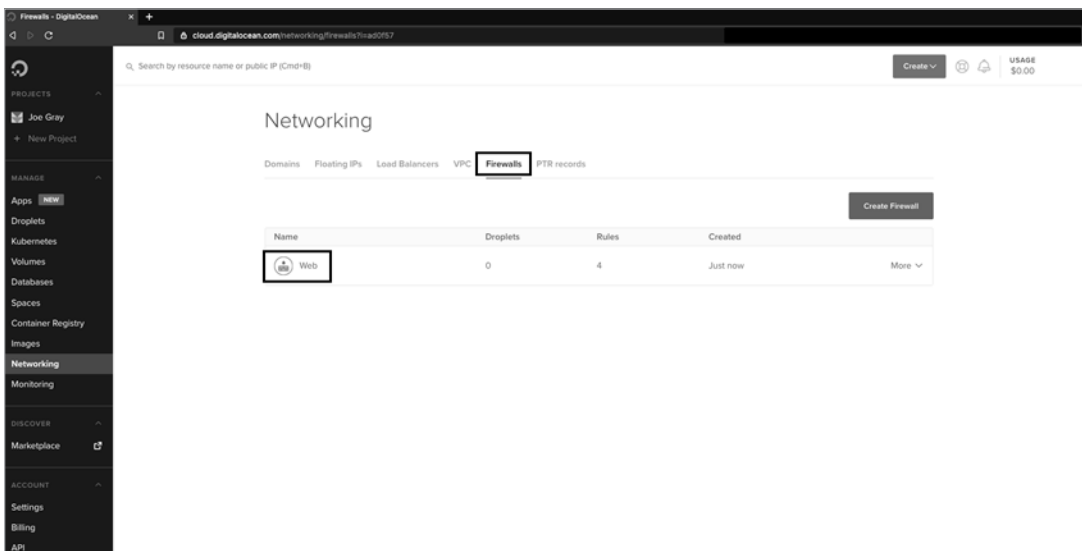 Firewalls - DigitalOcean
cloud.digitalocean.com/networking/firewalls?i=ad0f57
Search by resource name or public IP (Cmd+B)
Create
USAGE
$0.00
PROJECTS
Joe Gray
+ New Project
MANAGE
Apps NEW
Droplets
Kubernetes
Volumes
Databases
Spaces
Container Registry
Images
Networking
Monitoring
DISCOVER
Marketplace
ACCOUNT
Settings
Billing
API
Networking
Domains Floating IPs Load Balancers VPC Firewalls PTR records
Create Firewall
Name Droplets Rules Created
Web 0 4 Just now More